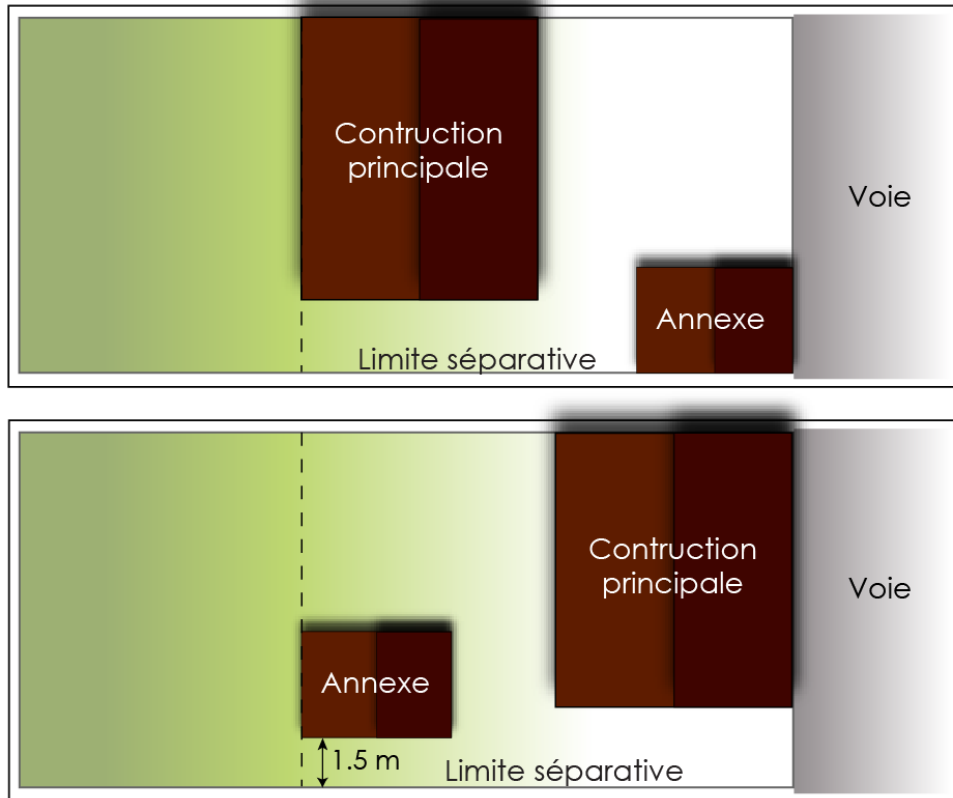 Contruction
principale
Voie
Annexe
Limite séparative
Contruction
principale
Voie
Annexe
1.5 m
Limite séparative